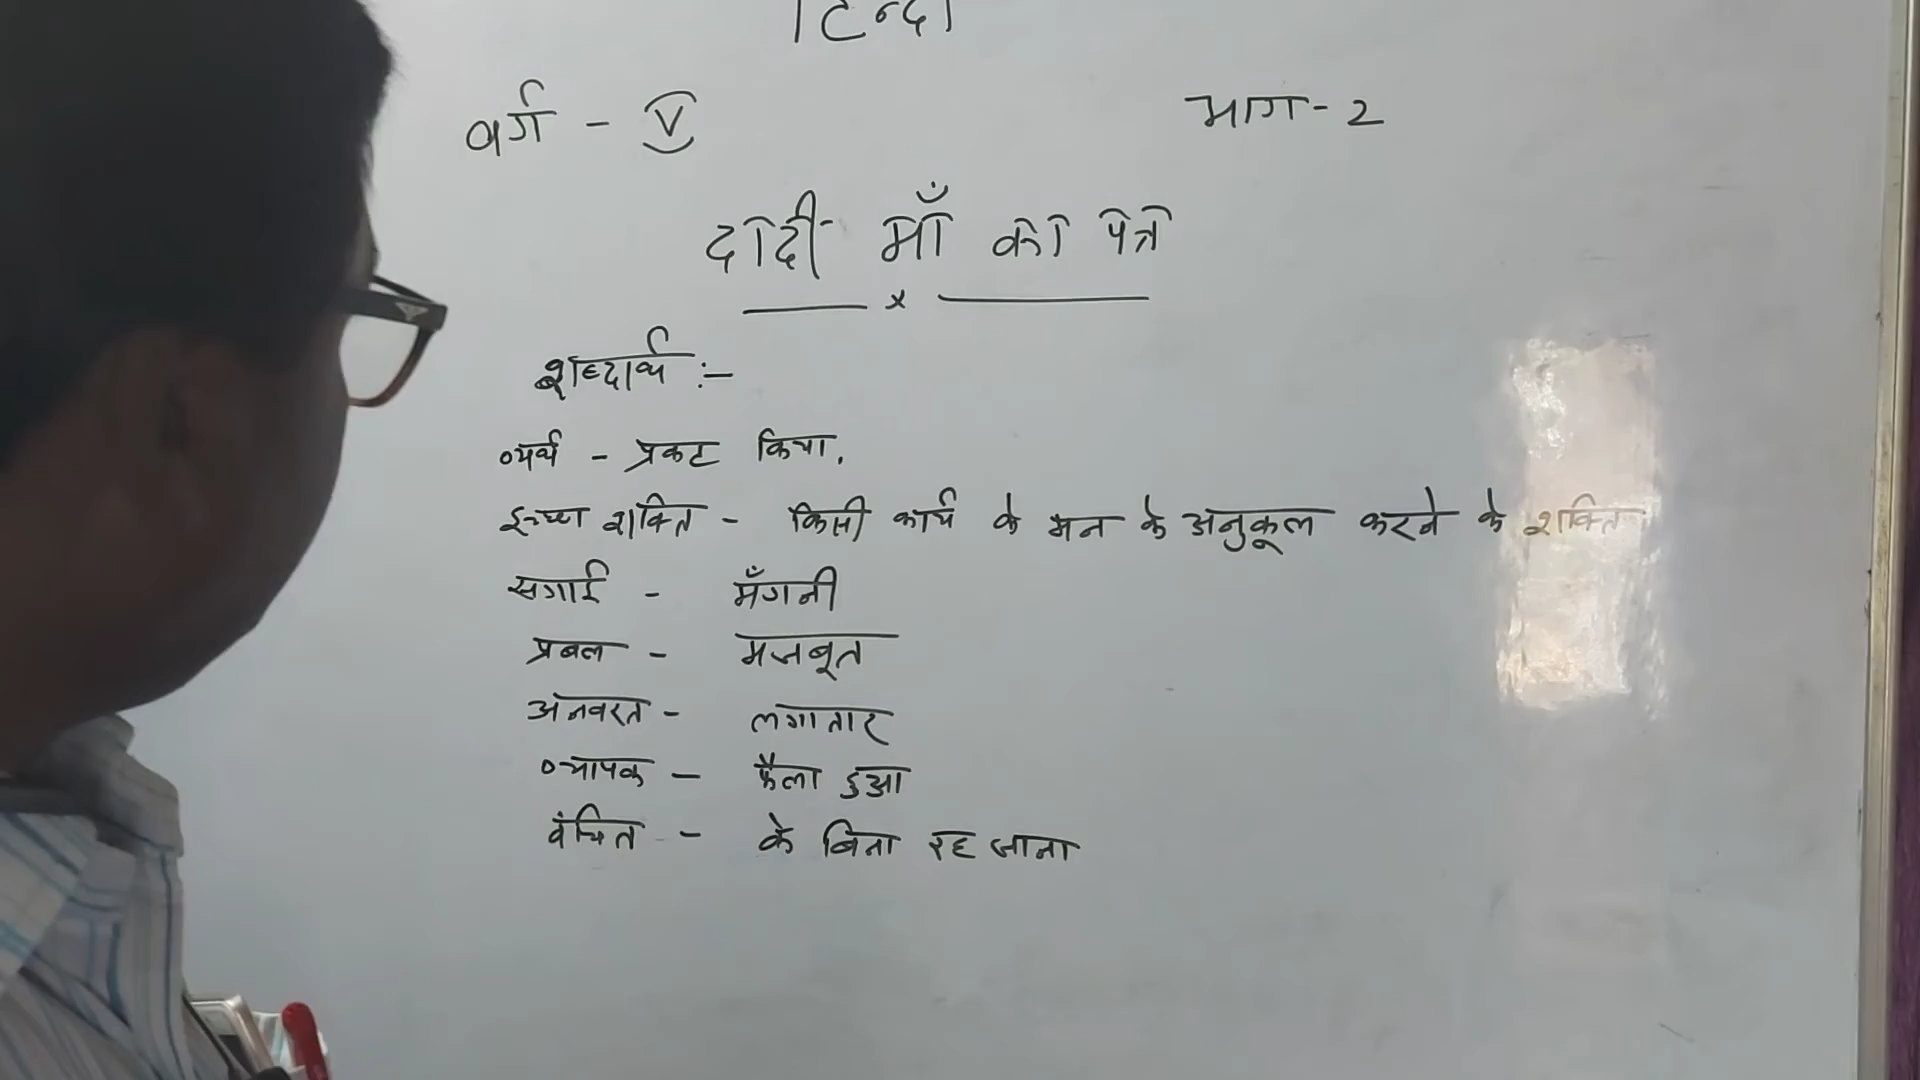 हिन्दी
वर्ग - V भाग - 2
दादी माँ का पत्र
शब्दार्थ :-
व्यर्थ - प्रकट किया.
इच्छा शक्ति - किसी कार्य के मन के अनुकूल करने के शक्ति
सगाई - मँगनी
प्रबल - मजबूत
अनवरत - लगातार
व्यापक - फैला हुआ
वंचित - के बिना रह जाना